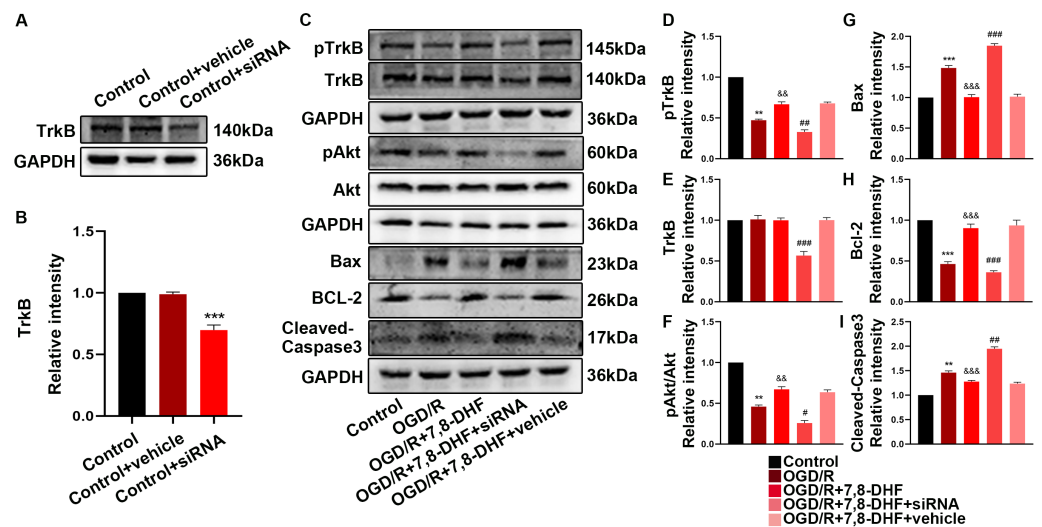 A
Control
Control+vehicle
Control+siRNA
TrkB
140kDa
GAPDH
36kDa
B
TrkB
Relative intensity
1.5
1.0
0.5
0.0
***
Control
Control+vehicle
Control+siRNA
C
pTrkB
145kDa
TrkB
140kDa
GAPDH
36kDa
pAkt
60kDa
Akt
60kDa
GAPDH
36kDa
Bax
23kDa
BCL-2
26kDa
Cleaved-
Caspase3
17kDa
GAPDH
36kDa
Control
OGD/R
OGD/R+7,8-DHF
OGD/R+7,8-DHF+siRNA
OGD/R+7,8-DHF+vehicle
D
pTrkB
Relative intensity
1.5
1.0
0.5
0.0
**
&&
##
E
TrkB
Relative intensity
1.5
1.0
0.5
0.0
###
F
pAkt/Akt
Relative intensity
1.5
1.0
0.5
0.0
**
&&
#
G
Bax
Relative intensity
2.0
1.5
1.0
0.5
0.0
***
&&&
###
H
Bcl-2
Relative intensity
1.5
1.0
0.5
0.0
***
&&&
###
I
Cleaved-Caspase3
Relative intensity
2.5
2.0
1.5
1.0
0.5
0.0
**
&&&
##
Control
OGD/R
OGD/R+7,8-DHF
OGD/R+7,8-DHF+siRNA
OGD/R+7,8-DHF+vehicle